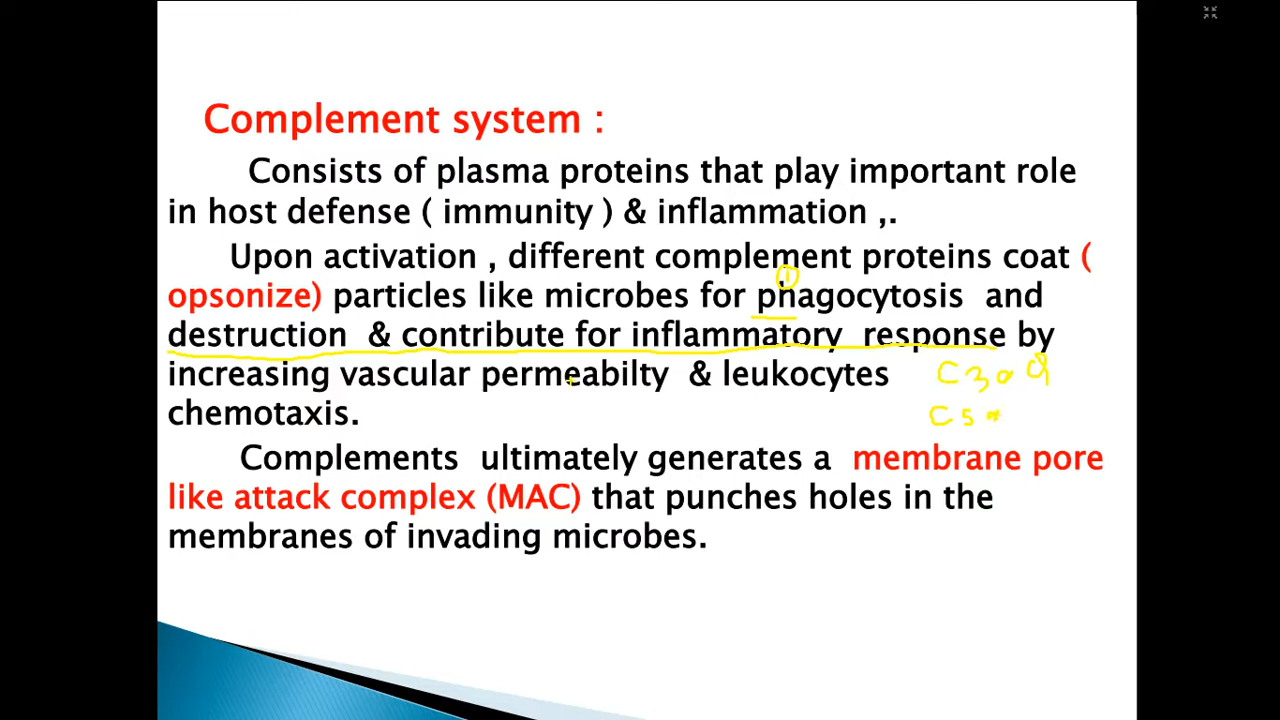 Complement system :
Consists of plasma proteins that play important role
in host defense ( immunity ) & inflammation ,.
Upon activation , different complement proteins coat (
①
opsonize) particles like microbes for phagocytosis and
destruction & contribute for inflammatory response by
increasing vascular permeabilty & leukocytes C3a
chemotaxis. C5a
Complements ultimately generates a membrane pore
like attack complex (MAC) that punches holes in the
membranes of invading microbes.